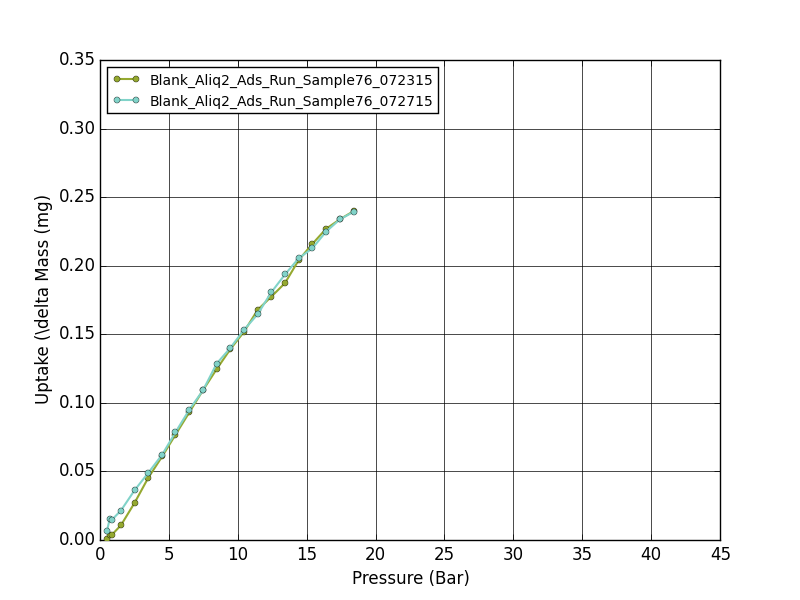 Blank_Aliq2_Ads_Run_Sample76_072315
Blank_Aliq2_Ads_Run_Sample76_072715
0.35
0.30
0.25
0.20
0.15
0.10
0.05
0.00
Uptake (\delta Mass (mg)
0 5 10 15 20 25 30 35 40 45
Pressure (Bar)